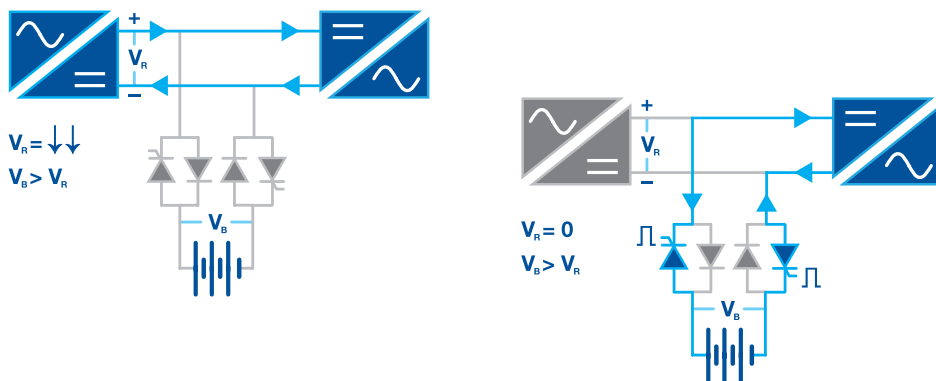 +
VR
−
VR = ↓↓
VB > VR
VB
+
VR
−
VR = 0
VB > VR
VB